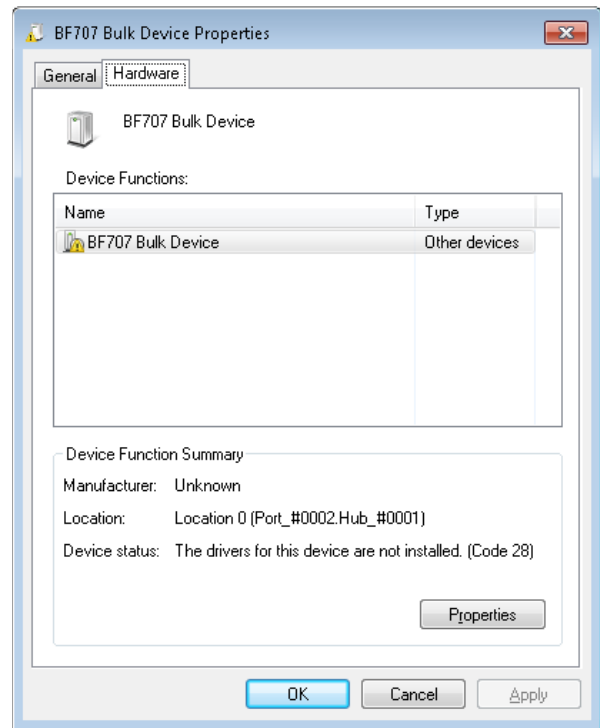 BF707 Bulk Device Properties
General Hardware
BF707 Bulk Device
Device Functions:
Name Type
BF707 Bulk Device Other devices
Device Function Summary
Manufacturer: Unknown
Location: Location 0 (Port_#0002.Hub_#0001)
Device status: The drivers for this device are not installed. (Code 28)
Properties
OK Cancel Apply